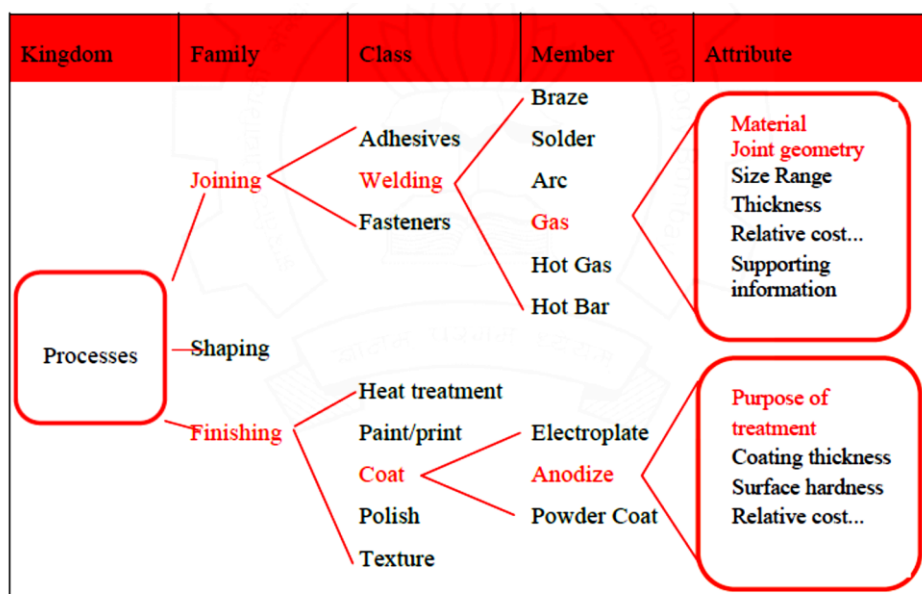 Kingdom Family Class Member Attribute
Braze
Adhesives Solder
Joining Welding Arc
Fasteners Gas
Hot Gas
Hot Bar
Material
Joint geometry
Size Range
Thickness
Relative cost...
Supporting
information
Processes
Shaping
Finishing
Heat treatment
Paint/print
Coat
Polish
Texture
Electroplate
Anodize
Powder Coat
Purpose of
treatment
Coating thickness
Surface hardness
Relative cost...